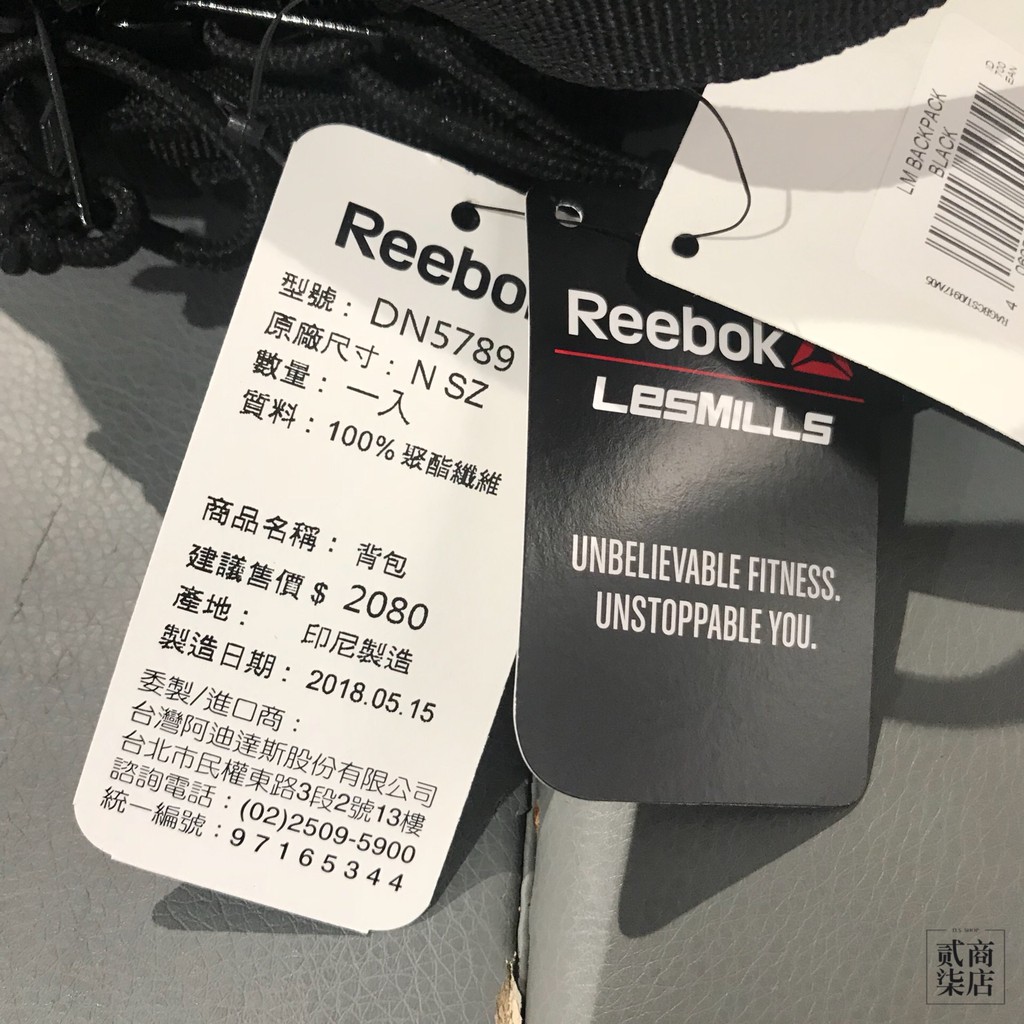 Reebo
型號： DN5789
原廠尺寸： N SZ
數量： 一入
質料：100% 聚酯纖維
商品名稱： 背包
建議售價 $ 2080
產地： 印尼製造
製造日期： 2018.05.15
委製/進口商：
台灣阿迪達斯股份有限公司
台北市民權東路3段2號13樓
諮詢電話：(02)2509-5900
統一編號：97165344
Reebok
LESMILLS
UNBELIEVABLE FITNESS.
UNSTOPPABLE YOU.
LM BACKPACK
BLACK
貳商
柒店